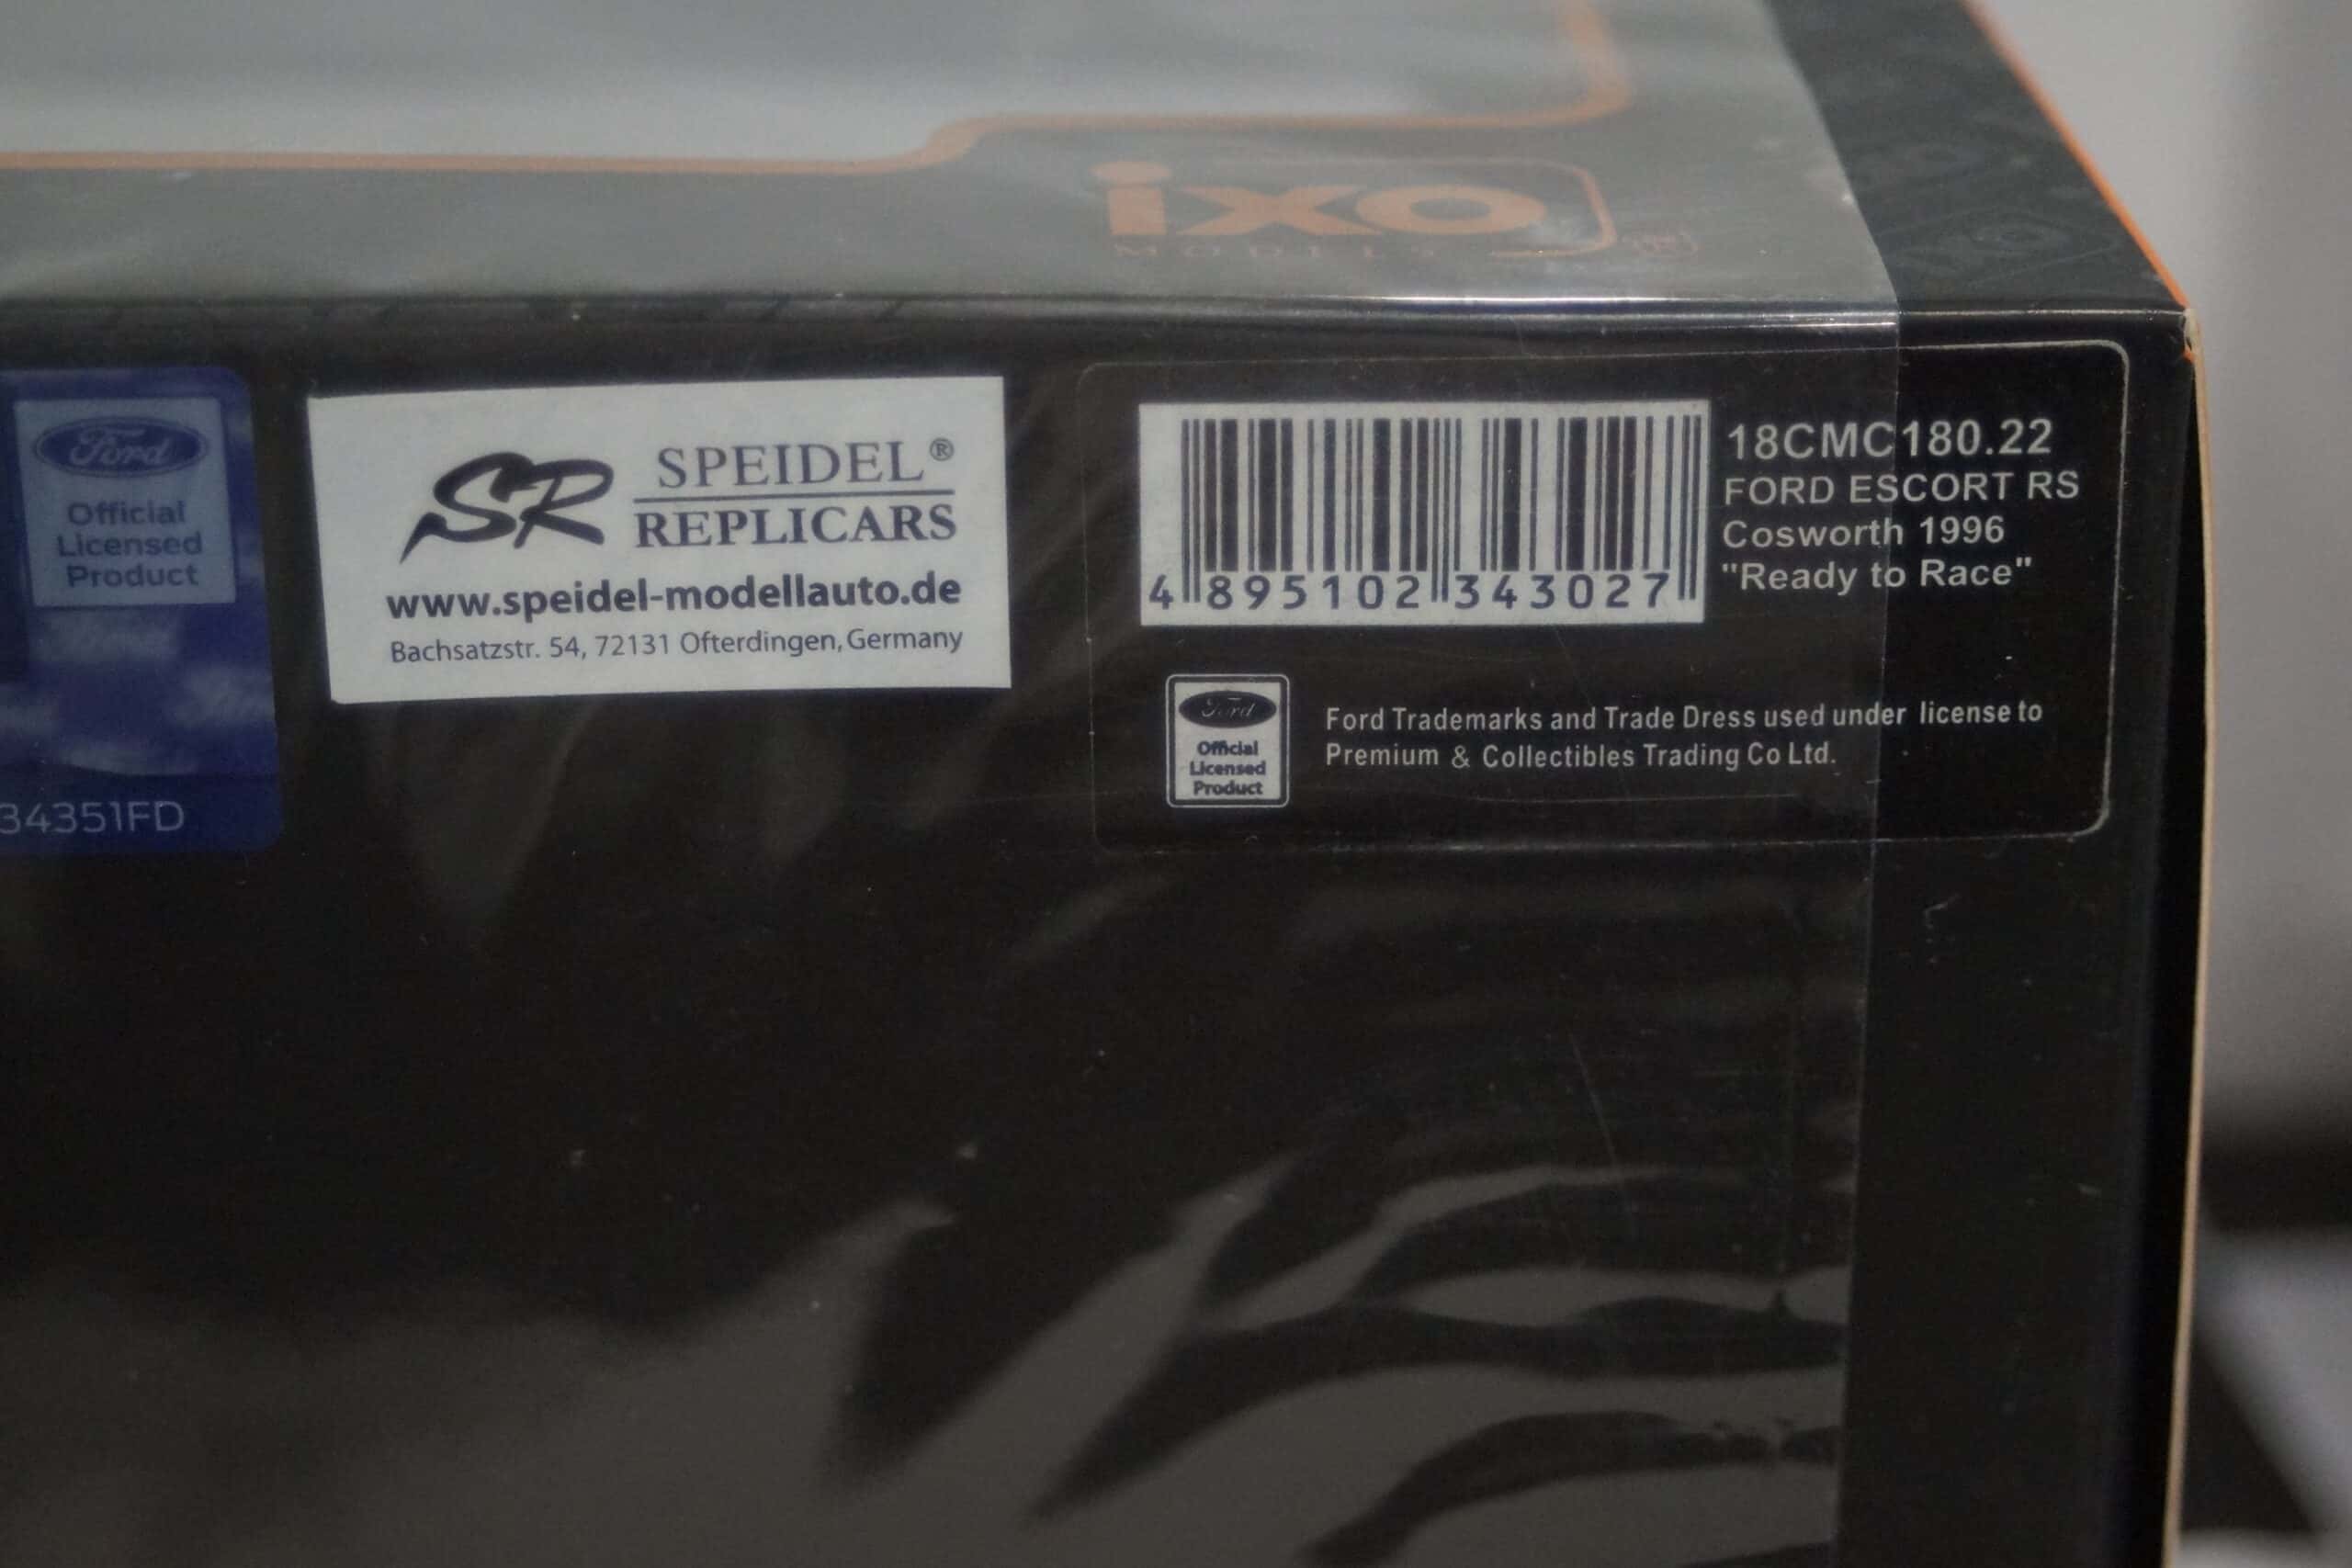 ixo
MODELS
Ford
Official
Licensed
Product
34351FD
SR SPEIDEL®
REPLICARS
www.speidel-modellauto.de
Bachsatzstr. 54, 72131 Ofterdingen, Germany
4 895102 343027
18CMC180.22
FORD ESCORT RS
Cosworth 1996
"Ready to Race"
Ford
Official
Licensed
Product
Ford Trademarks and Trade Dress used under license to
Premium & Collectibles Trading Co Ltd.